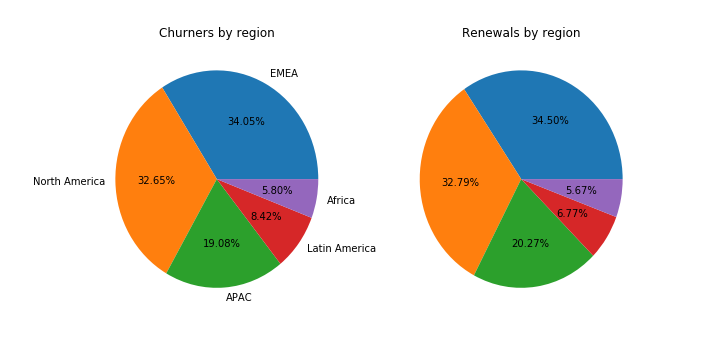 Churners by region
EMEA
34.05%
North America
32.65%
5.80%
Africa
8.42%
19.08%
Latin America
APAC
Renewals by region
34.50%
32.79%
5.67%
6.77%
20.27%